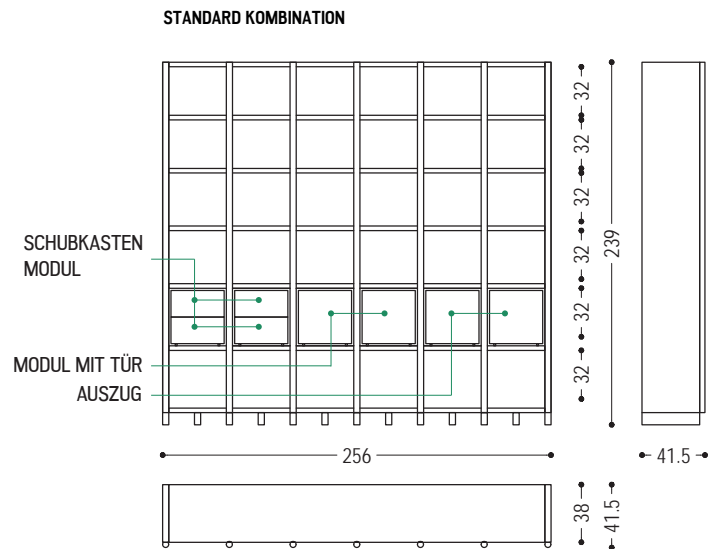 STANDARD KOMBINATION
32
32
32
32
32
32
239
SCHUBKASTEN
MODUL
MODUL MIT TÜR
AUSZUG
256
41.5
38
41.5